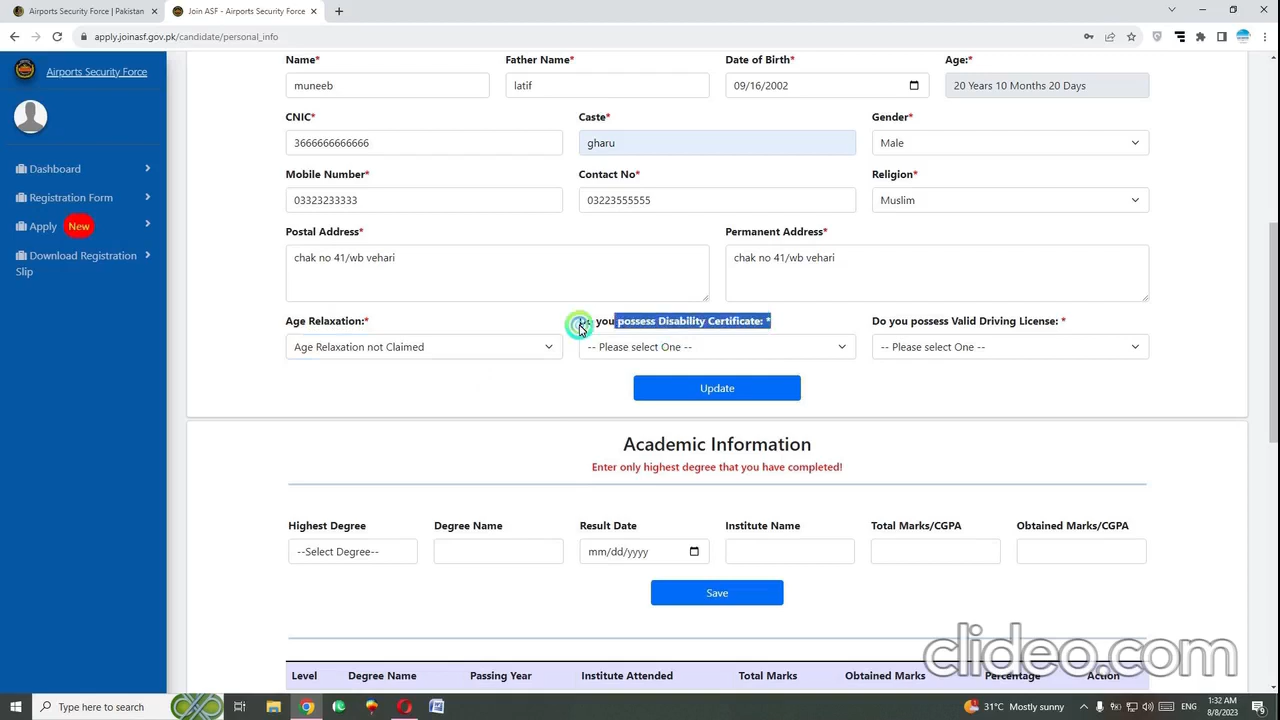 Airports Security Force | Pakistan
Join ASF - Airports Security Force
apply.joinasf.gov.pk/candidate/personal_info
Airports Security Force
Dashboard
Registration Form
Apply New
Download Registration
Slip
Name* Father Name* Date of Birth* Age:*
muneeb latif 09/16/2002 20 Years 10 Months 20 Days
CNIC* Caste* Gender*
3666666666666 gharu Male
Mobile Number* Contact No* Religion*
03323233333 03223555555 Muslim
Postal Address* Permanent Address*
chak no 41/wb vehari chak no 41/wb vehari
Age Relaxation:* Do you possess Disability Certificate: * Do you possess Valid Driving License: *
Age Relaxation not Claimed -- Please select One -- -- Please select One --
Update
Academic Information
Enter only highest degree that you have completed!
Highest Degree Degree Name Result Date Institute Name Total Marks/CGPA Obtained Marks/CGPA
--Select Degree-- mm/dd/yyyy
Save
Level Degree Name Passing Year Institute Attended Total Marks Obtained Marks Percentage Action
clideo.com
Type here to search
31°C Mostly sunny
ENG
1:32 AM
8/8/2023